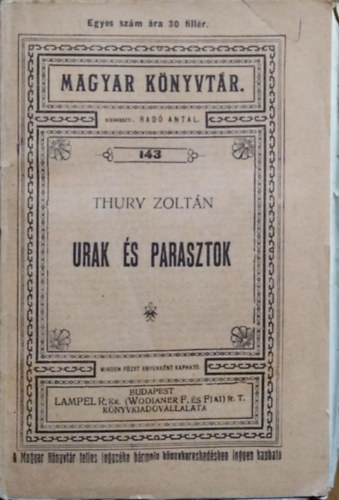 Egyes szám ára 30 fillér.
MAGYAR KÖNYVTÁR.
SZERKESZTI: RADÓ ANTAL.
143
THURY ZOLTÁN
URAK ÉS PARASZTOK
MINDEN FÜZET EGYENKÉNT KAPHATÓ.
BUDAPEST
LAMPEL R. KK. (WODIANER F. ÉS FIAI) R. T.
KÖNYVKIADÓVÁLLALATA
A Magyar Könyvtár teljes jegyzéke bármely könyvkereskedésben ingyen kapható